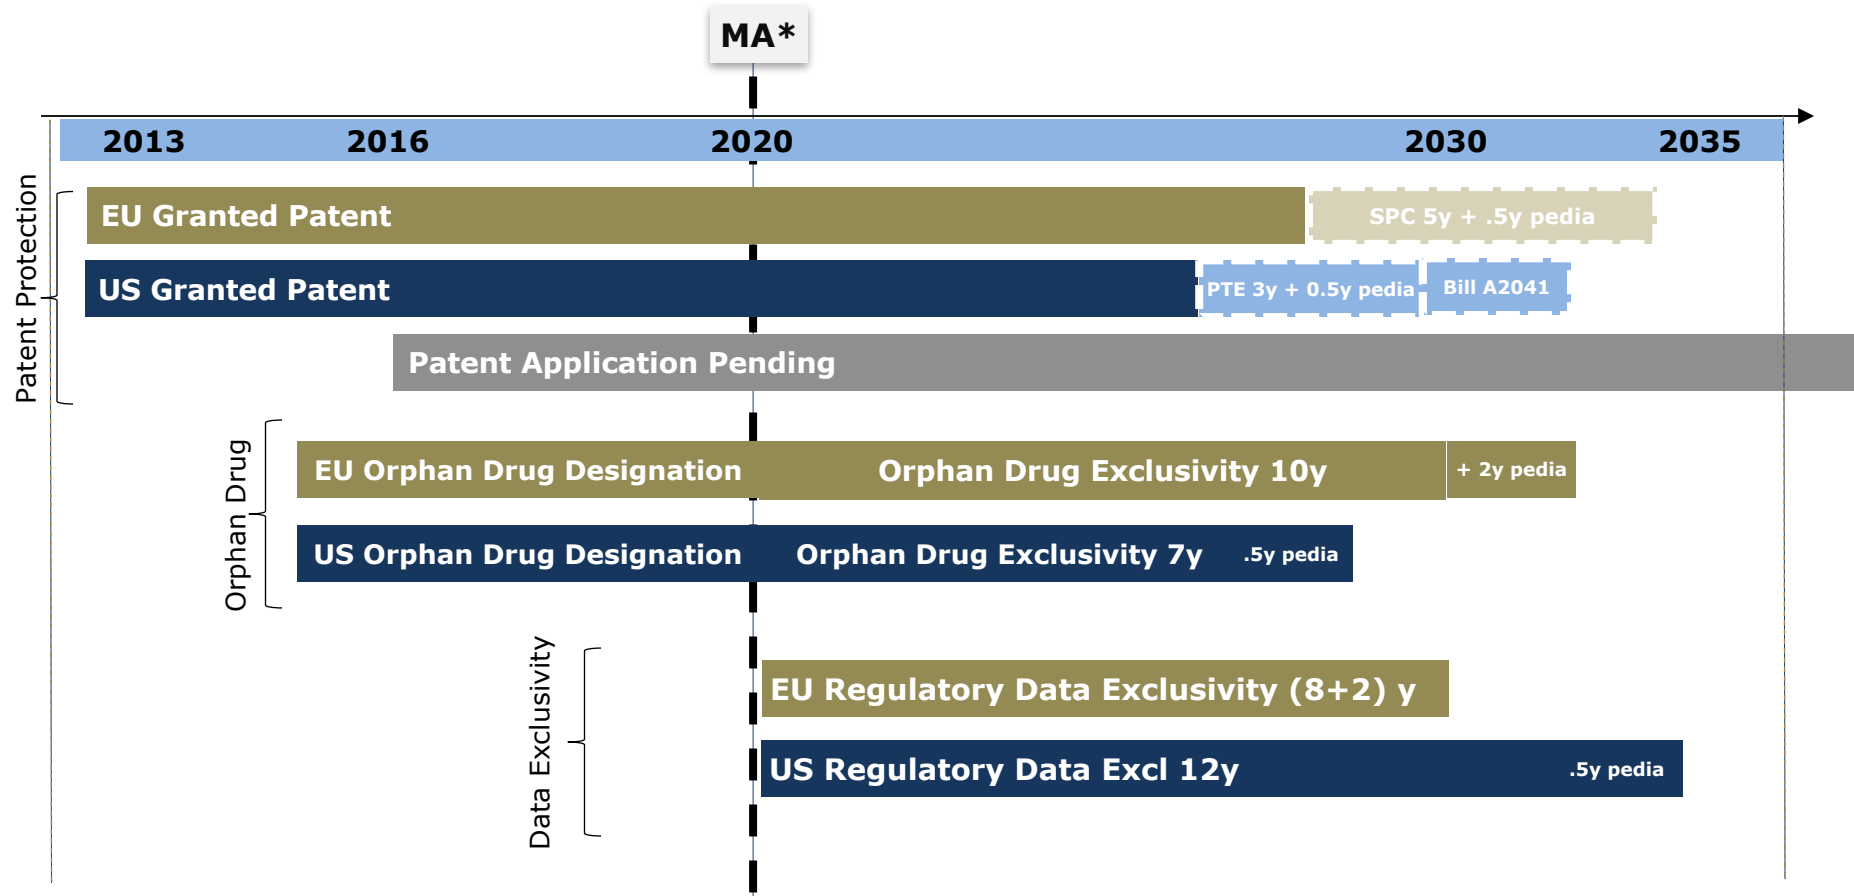 MA*
2013 2016 2020 2030 2035
Patent Protection
EU Granted Patent
SPC 5y + .5y pedia
US Granted Patent
PTE 3y + 0.5y pedia
Bill A2041
Patent Application Pending
Orphan Drug
EU Orphan Drug Designation
Orphan Drug Exclusivity 10y
+ 2y pedia
US Orphan Drug Designation
Orphan Drug Exclusivity 7y
.5y pedia
Data Exclusivity
EU Regulatory Data Exclusivity (8+2) y
US Regulatory Data Excl 12y
.5y pedia